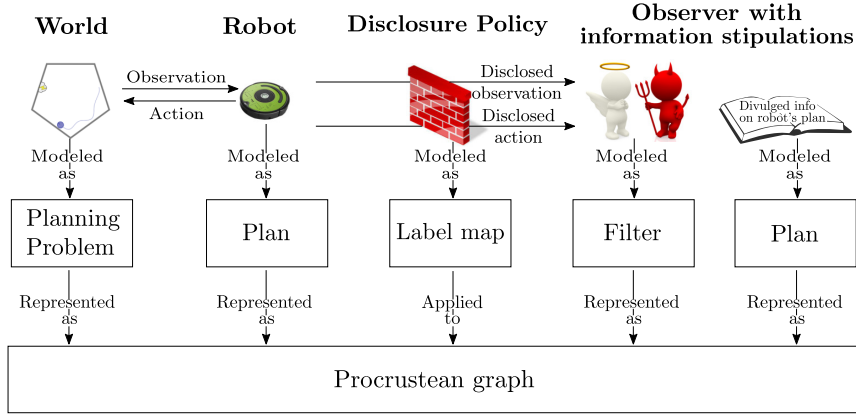 World
Robot
Disclosure Policy
Observer with
information stipulations
Observation
Action
Disclosed
observation
Disclosed
action
Divulged info
on robot's plan
Modeled
as
Modeled
as
Modeled
as
Modeled
as
Modeled
as
Planning
Problem
Plan
Label map
Filter
Plan
Represented
as
Represented
as
Applied
to
Represented
as
Represented
as
Procrustean graph